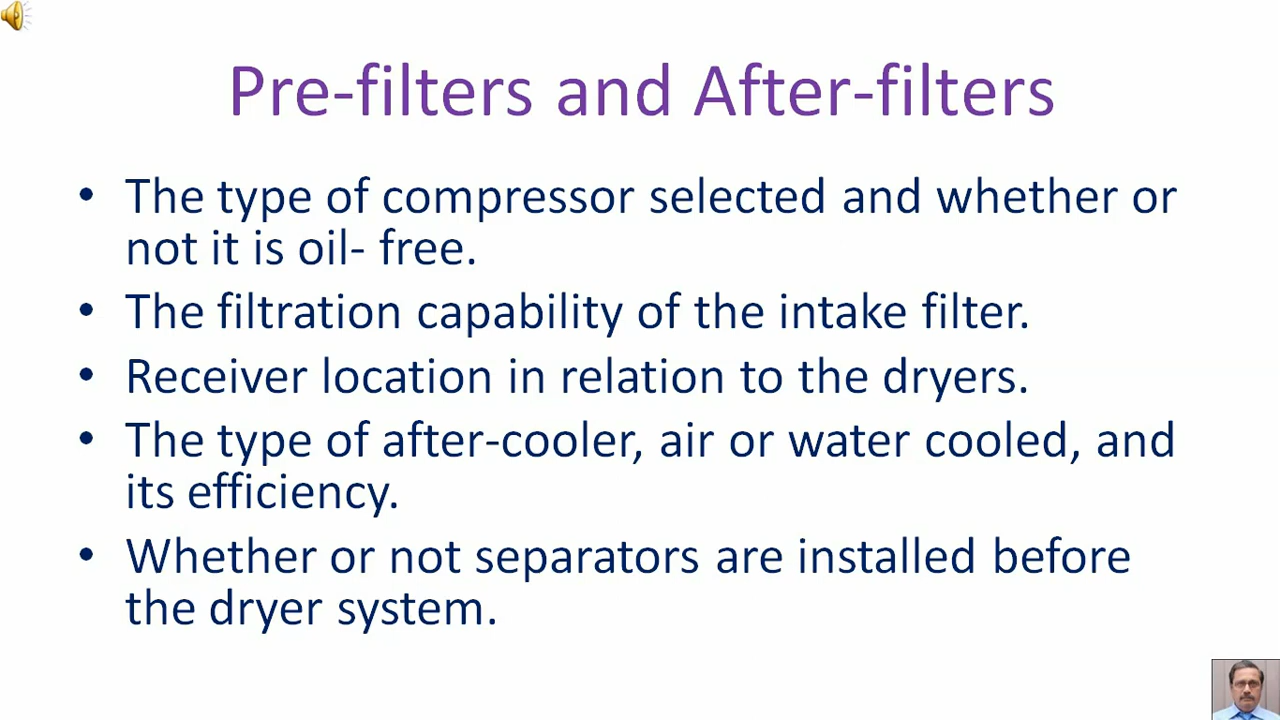 Pre-filters and After-filters
• The type of compressor selected and whether or
not it is oil- free.
• The filtration capability of the intake filter.
• Receiver location in relation to the dryers.
• The type of after-cooler, air or water cooled, and
its efficiency.
• Whether or not separators are installed before
the dryer system.